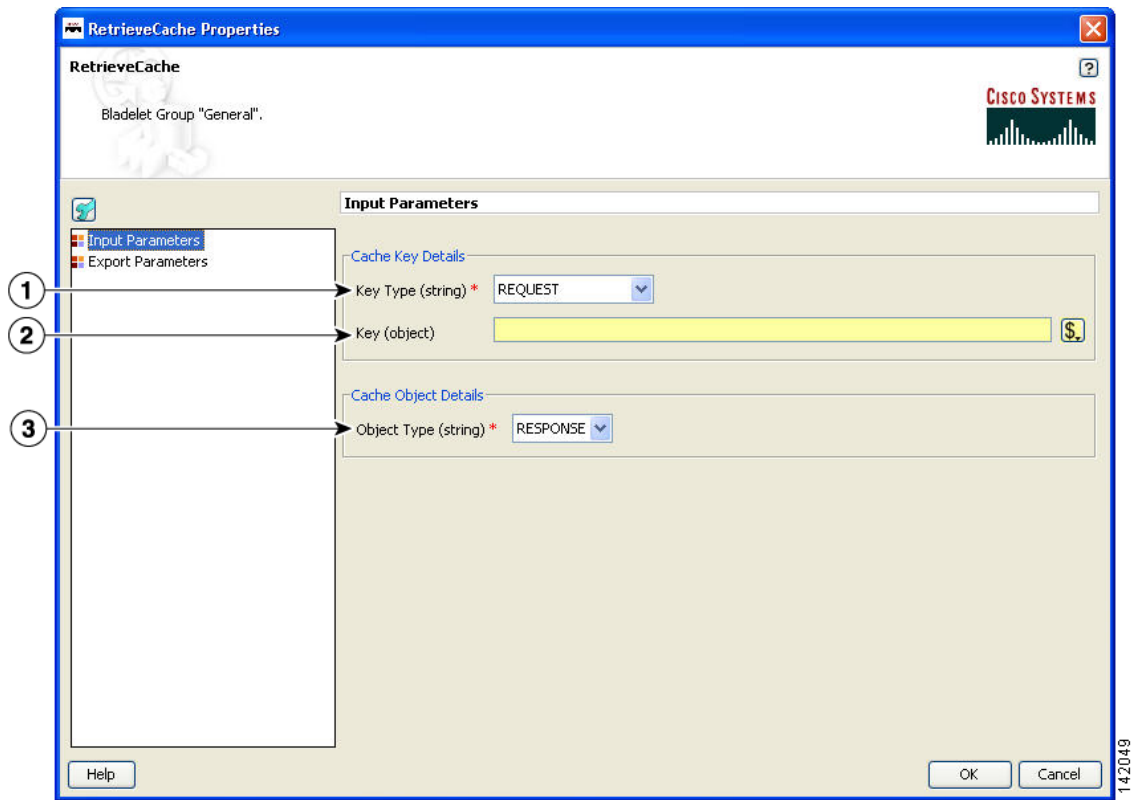 RetrieveCache Properties
RetrieveCache
?
Bladelet Group "General".
CISCO SYSTEMS
Input Parameters
Input Parameters
Export Parameters
Cache Key Details
1
Key Type (string) * REQUEST
2
Key (object)
$
Cache Object Details
3
Object Type (string) * RESPONSE
Help
OK
Cancel
142049